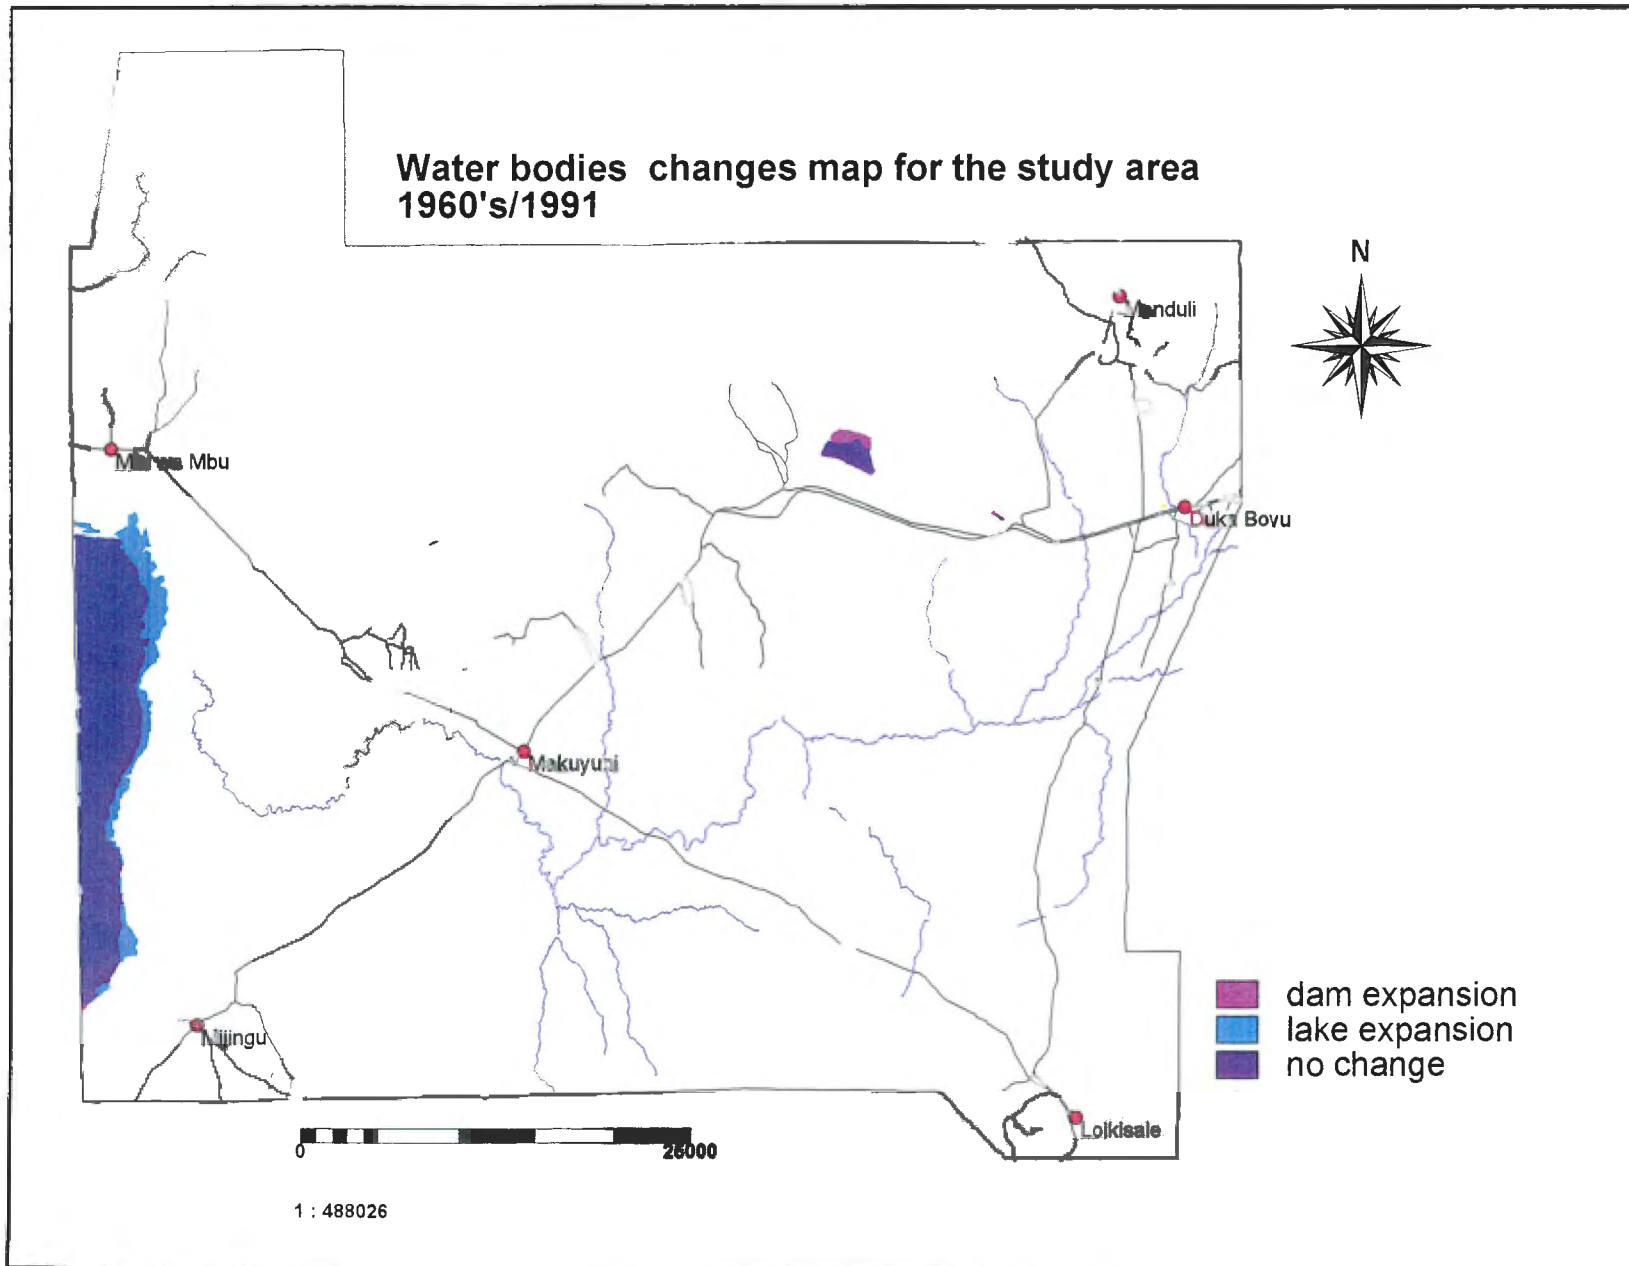 Water bodies changes map for the study area
1960's/1991
N
Mbu
Makuyuni
Duka Bovu
dam expansion
lake expansion
no change
Lolkisale
0
26000
1 : 488026